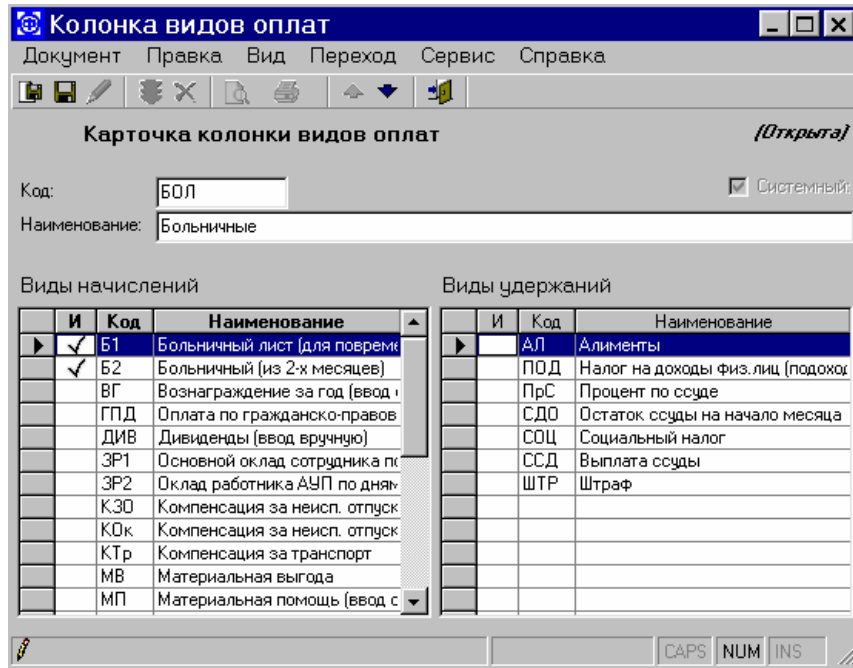 Колонка видов оплат
Документ Правка Вид Переход Сервис Справка
Карточка колонки видов оплат (Открыта)
Код: БОЛ Системный:
Наименование: Больничные
Виды начислений Виды удержаний
И Код Наименование И Код Наименование
Б1 Больничный лист (для повреме АЛ Алименты
Б2 Больничный (из 2-х месяцев) ПОД Налог на доходы физ.лиц (подоход
ВГ Вознаграждение за год (ввод ПрС Процент по ссуде
ГПД Оплата по гражданско-правов СДО Остаток ссуды на начало месяца
ДИВ Дивиденды (ввод вручную) СОЦ Социальный налог
ЗР1 Основной оклад сотрудника по ССД Выплата ссуды
ЗР2 Оклад работника АУП по дням ШТР Штраф
КЗО Компенсация за неисп. отпуск
КОк Компенсация за неисп. отпуск
КТр Компенсация за транспорт
МВ Материальная выгода
МП Материальная помощь (ввод с
CAPS NUM INS